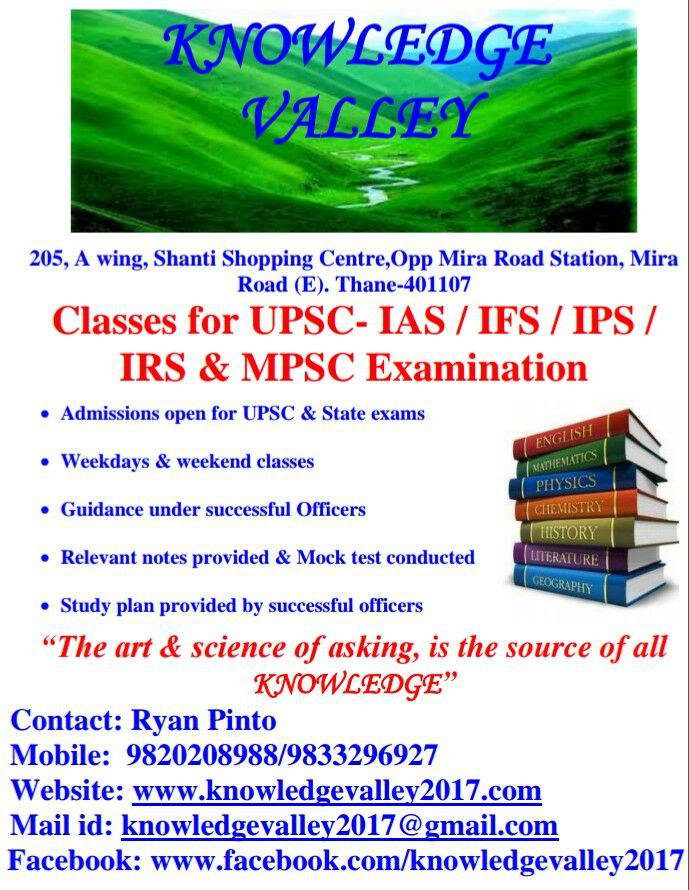 KNOWLEDGE
VALLEY
205, A wing, Shanti Shopping Centre,Opp Mira Road Station, Mira
Road (E). Thane-401107
Classes for UPSC- IAS / IFS / IPS /
IRS & MPSC Examination
• Admissions open for UPSC & State exams
• Weekdays & weekend classes
• Guidance under successful Officers
• Relevant notes provided & Mock test conducted
• Study plan provided by successful officers
ENGLISH
MATHEMATICS
PHYSICS
CHEMISTRY
HISTORY
LITERATURE
GEOGRAPHY
“The art & science of asking, is the source of all
KNOWLEDGE”
Contact: Ryan Pinto
Mobile: 9820208988/9833296927
Website: www.knowledgevalley2017.com
Mail id: knowledgevalley2017@gmail.com
Facebook: www.facebook.com/knowledgevalley2017